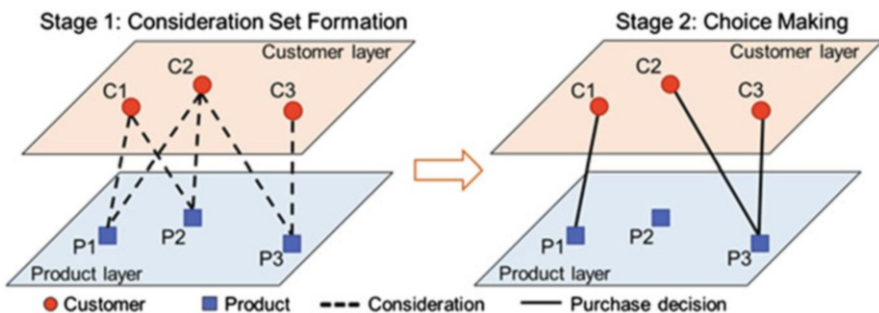 Stage 1: Consideration Set Formation
Customer layer
C1
C2
C3
P1
P2
P3
Product layer
Stage 2: Choice Making
Customer layer
C1
C2
C3
P1
P2
P3
Product layer
Customer
Product
Consideration
Purchase decision